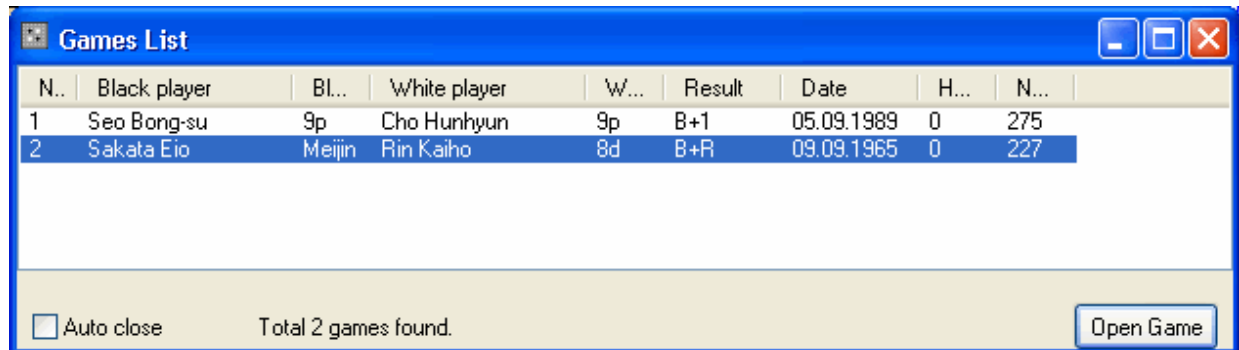 Games List
N.. Black player Bl... White player W... Result Date H... N...
1 Seo Bong-su 9p Cho Hunhyun 9p B+1 05.09.1989 0 275
2 Sakata Eio Meijin Rin Kaiho 8d B+R 09.09.1965 0 227
Auto close Total 2 games found. Open Game